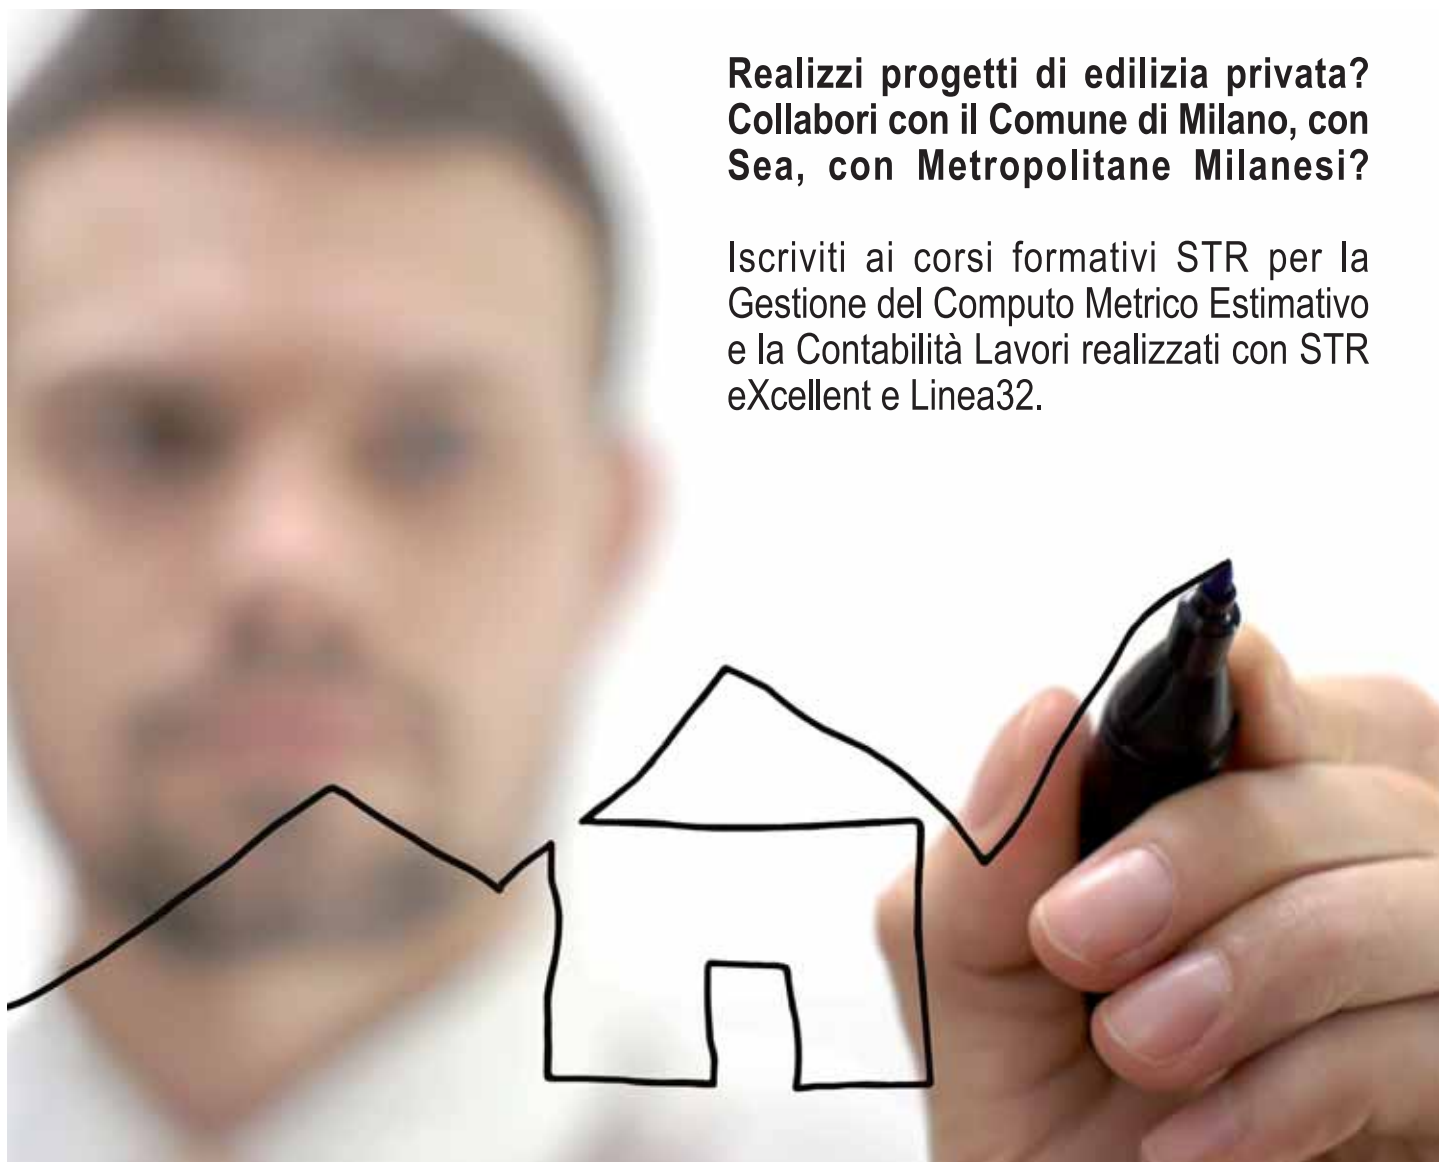 Realizzi progetti di edilizia privata?
Collabori con il Comune di Milano, con
Sea, con Metropolitane Milanesi?
Iscriviti ai corsi formativi STR per la
Gestione del Computo Metrico Estimativo
e la Contabilità Lavori realizzati con STR
eXcellent e Linea32.